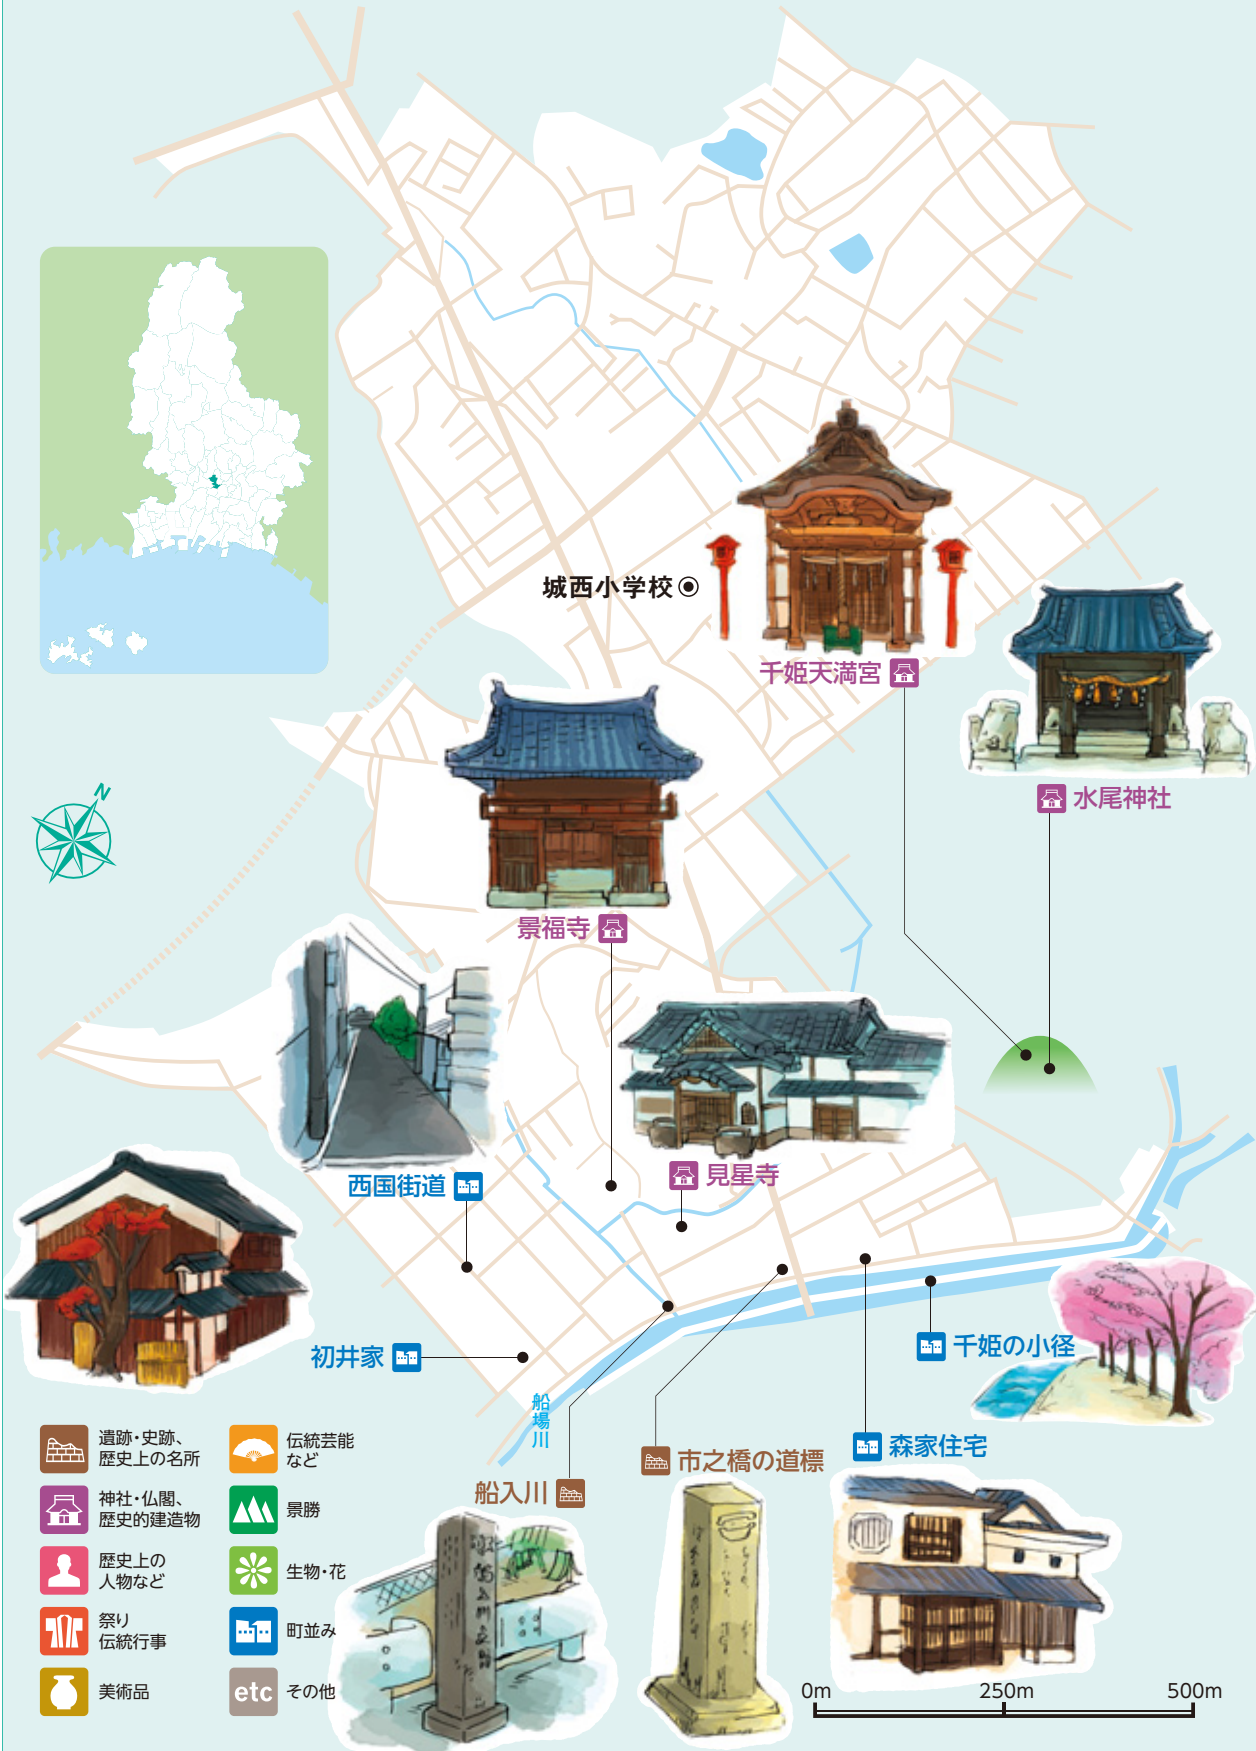 城西小学校
千姫天満宮
水尾神社
N
景福寺
西国街道
見星寺
初井家
千姫の小径
船場川
森家住宅
市之橋の道標
船入川
遺跡・史跡、
歴史上の名所
神社・仏閣、
歴史的建造物
歴史上の
人物など
祭り
伝統行事
美術品
伝統芸能
など
景勝
生物・花
町並み
etc その他
0m 250m 500m